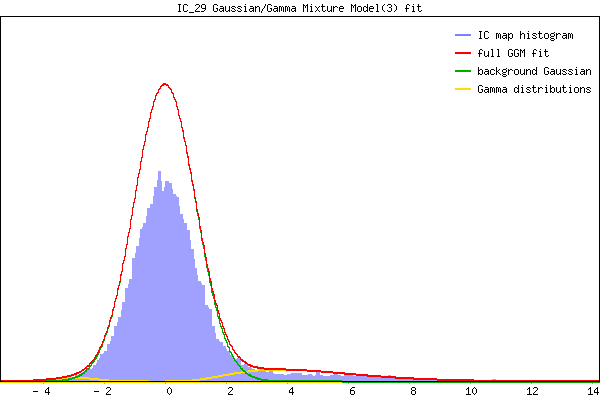 IC_29 Gaussian/Gamma Mixture Model(3) fit
IC map histogram
full GGM fit
background Gaussian
Gamma distributions
-4 -2 0 2 4 6 8 10 12 14